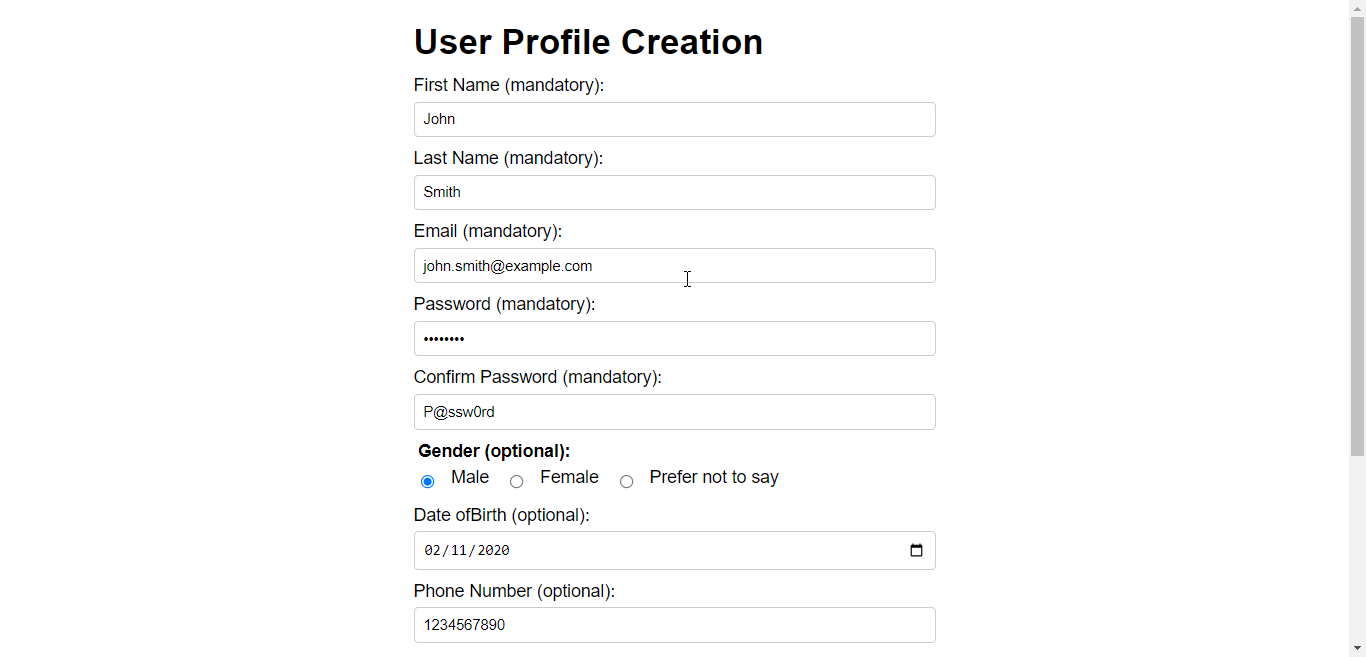 User Profile Creation
First Name (mandatory):
John
Last Name (mandatory):
Smith
Email (mandatory):
john.smith@example.com
Password (mandatory):
••••••••
Confirm Password (mandatory):
P@ssw0rd
Gender (optional):
Male Female Prefer not to say
Date ofBirth (optional):
02/11/2020
Phone Number (optional):
1234567890